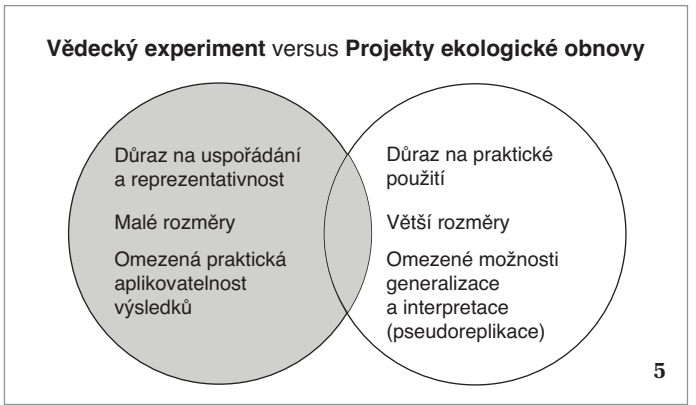 Vědecký experiment versus Projekty ekologické obnovy
Důraz na uspořádání
a reprezentativnost
Malé rozměry
Omezená praktická
aplikovatelnost
výsledků
Důraz na praktické
použití
Větší rozměry
Omezené možnosti
generalizace
a interpretace
(pseudoreplikace)
5